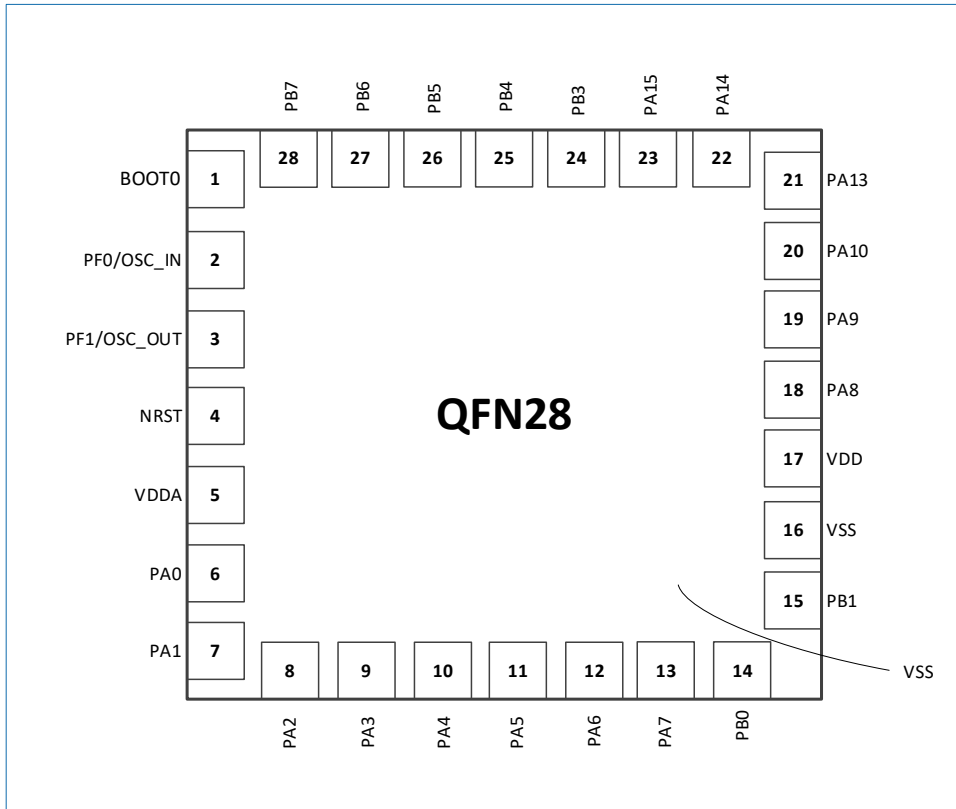 PB7 PB6 PB5 PB4 PB3 PA15 PA14
28 27 26 25 24 23 22
BOOT0 1
PF0/OSC_IN 2
PF1/OSC_OUT 3
NRST 4
VDDA 5
PA0 6
PA1 7
QFN28
21 PA13
20 PA10
19 PA9
18 PA8
17 VDD
16 VSS
15 PB1
VSS
8 9 10 11 12 13 14
PA2 PA3 PA4 PA5 PA6 PA7 PB0